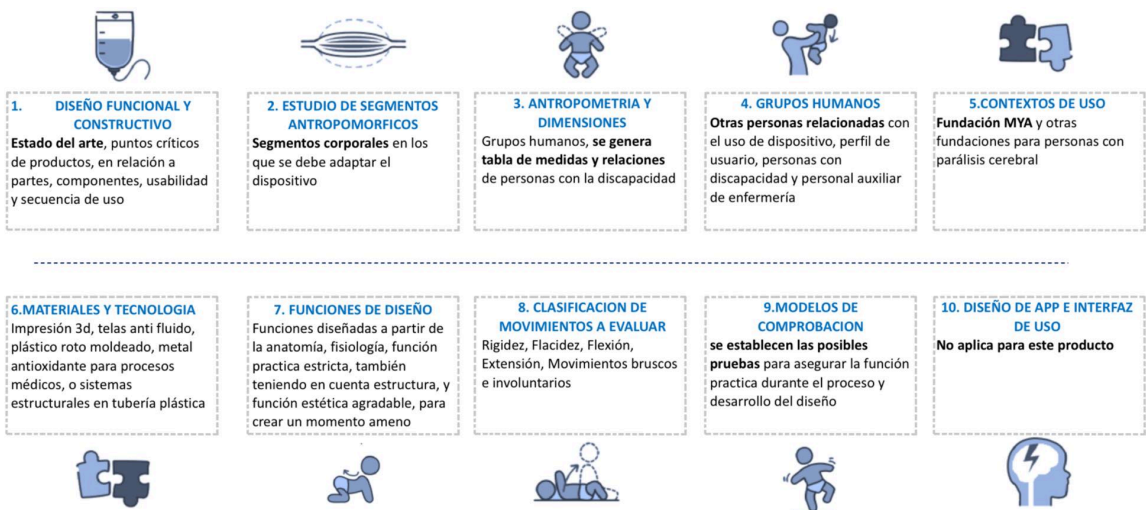 1. DISEÑO FUNCIONAL Y
CONSTRUCTIVO
Estado del arte, puntos críticos
de productos, en relación a
partes, componentes, usabilidad
y secuencia de uso
2. ESTUDIO DE SEGMENTOS
ANTROPOMORFICOS
Segmentos corporales en los
que se debe adaptar el
dispositivo
3. ANTROPOMETRIA Y
DIMENSIONES
Grupos humanos, se genera
tabla de medidas y relaciones
de personas con la discapacidad
4. GRUPOS HUMANOS
Otras personas relacionadas con
el uso de dispositivo, perfil de
usuario, personas con
discapacidad y personal auxiliar
de enfermería
5.CONTEXTOS DE USO
Fundación MYA y otras
fundaciones para personas con
parálisis cerebral
6.MATERIALES Y TECNOLOGIA
Impresión 3d, telas anti fluido,
plástico roto moldeado, metal
antioxidante para procesos
médicos, o sistemas
estructurales en tubería plástica
7. FUNCIONES DE DISEÑO
Funciones diseñadas a partir de
la anatomía, fisiología, función
practica estricta, también
teniendo en cuenta estructura, y
función estética agradable, para
crear un momento ameno
8. CLASIFICACION DE
MOVIMIENTOS A EVALUAR
Rigidez, Flacidez, Flexión,
Extensión, Movimientos bruscos
e involuntarios
9.MODELOS DE
COMPROBACION
se establecen las posibles
pruebas para asegurar la función
practica durante el proceso y
desarrollo del diseño
10. DISEÑO DE APP E INTERFAZ
DE USO
No aplica para este producto